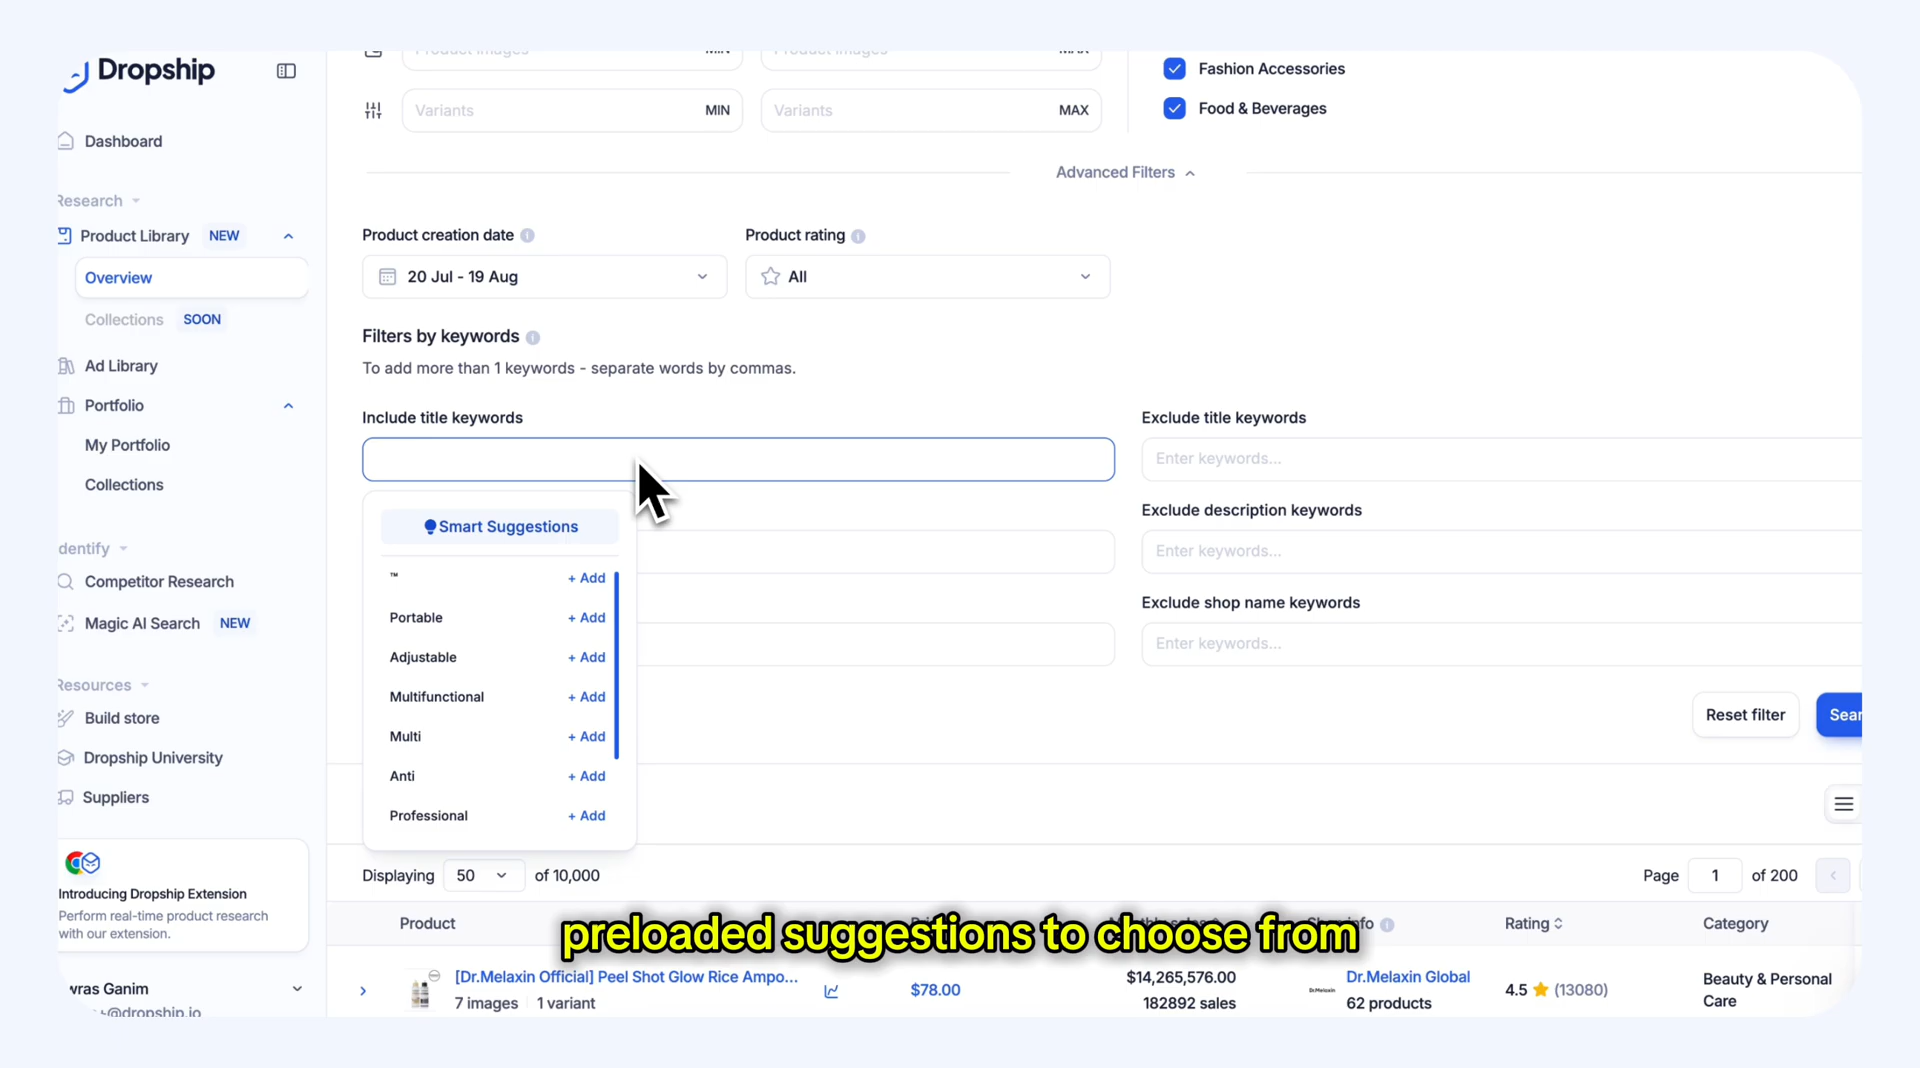 Dropship
Dashboard
Research
Product Library NEW
Overview
Collections SOON
Ad Library
Portfolio
My Portfolio
Collections
Identify
Competitor Research
Magic AI Search NEW
Resources
Build store
Dropship University
Suppliers
Introducing Dropship Extension
Perform real-time product research
with our extension.
wras Ganim
@dropship.io
Product images MIN
Product images MAX
Variants MIN
Variants MAX
Fashion Accessories
Food & Beverages
Advanced Filters
Product creation date
20 Jul - 19 Aug
Product rating
All
Filters by keywords
To add more than 1 keywords - separate words by commas.
Include title keywords
Exclude title keywords
Enter keywords...
Exclude description keywords
Enter keywords...
Exclude shop name keywords
Enter keywords...
Smart Suggestions
™ + Add
Portable + Add
Adjustable + Add
Multifunctional + Add
Multi + Add
Anti + Add
Professional + Add
Reset filter
Sear
Displaying 50 of 10,000
Page 1 of 200
Product
Rating
Category
preloaded suggestions to choose from
[Dr.Melaxin Official] Peel Shot Glow Rice Ampo...
7 images 1 variant
$78.00
$14,265,576.00
182892 sales
Dr.Melaxin
Dr.Melaxin Global
62 products
4.5 (13080)
Beauty & Personal
Care